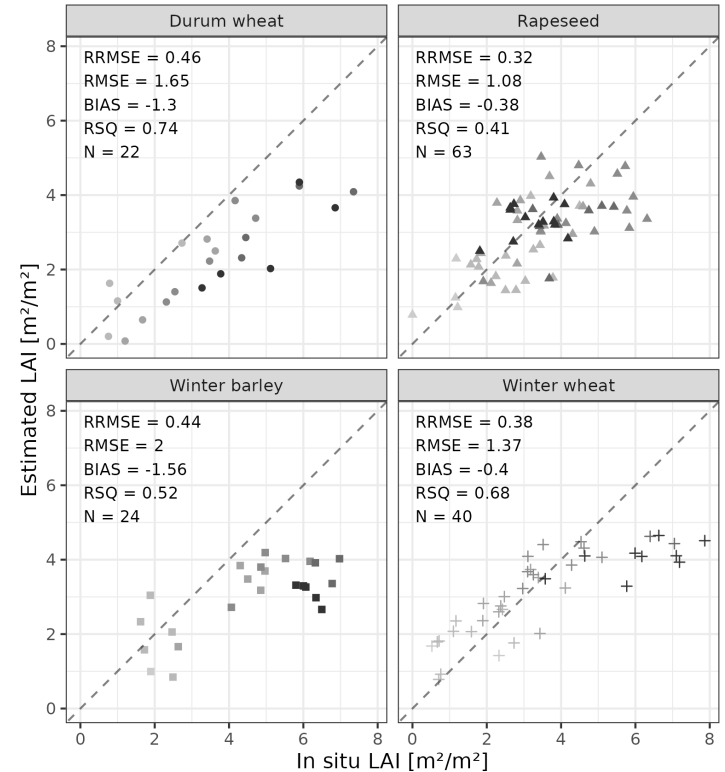 Durum wheat
RRMSE = 0.46
RMSE = 1.65
BIAS = -1.3
RSQ = 0.74
N = 22
Rapeseed
RRMSE = 0.32
RMSE = 1.08
BIAS = -0.38
RSQ = 0.41
N = 63
8
6
4
2
0
Winter barley
RRMSE = 0.44
RMSE = 2
BIAS = -1.56
RSQ = 0.52
N = 24
Winter wheat
RRMSE = 0.38
RMSE = 1.37
BIAS = -0.4
RSQ = 0.68
N = 40
8
6
4
2
0
0 2 4 6 8
0 2 4 6 8
Estimated LAI [m²/m²]
In situ LAI [m²/m²]